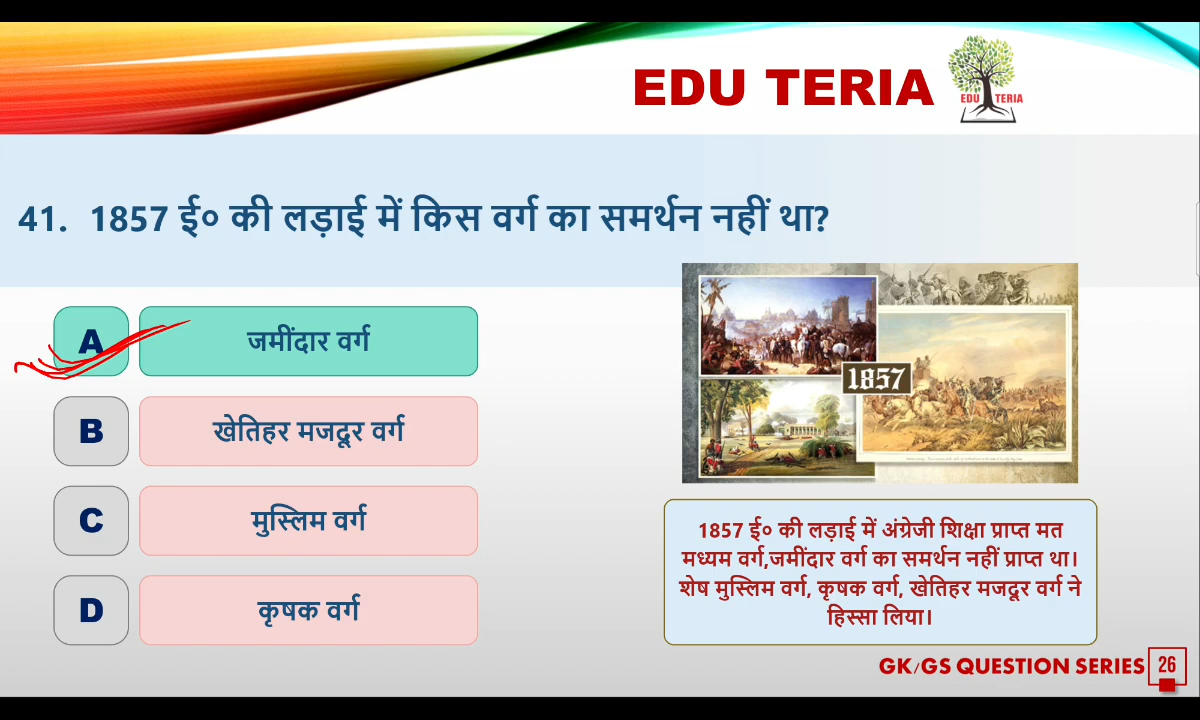 EDU TERIA
EDU TERIA
41. 1857 ई० की लड़ाई में किस वर्ग का समर्थन नहीं था?
A जमींदार वर्ग
B खेतिहर मजदूर वर्ग
C मुस्लिम वर्ग
D कृषक वर्ग
1857
1857 ई० की लड़ाई में अंग्रेजी शिक्षा प्राप्त मत
मध्यम वर्ग,जमींदार वर्ग का समर्थन नहीं प्राप्त था।
शेष मुस्लिम वर्ग, कृषक वर्ग, खेतिहर मजदूर वर्ग ने
हिस्सा लिया।
GK/GS QUESTION SERIES 26